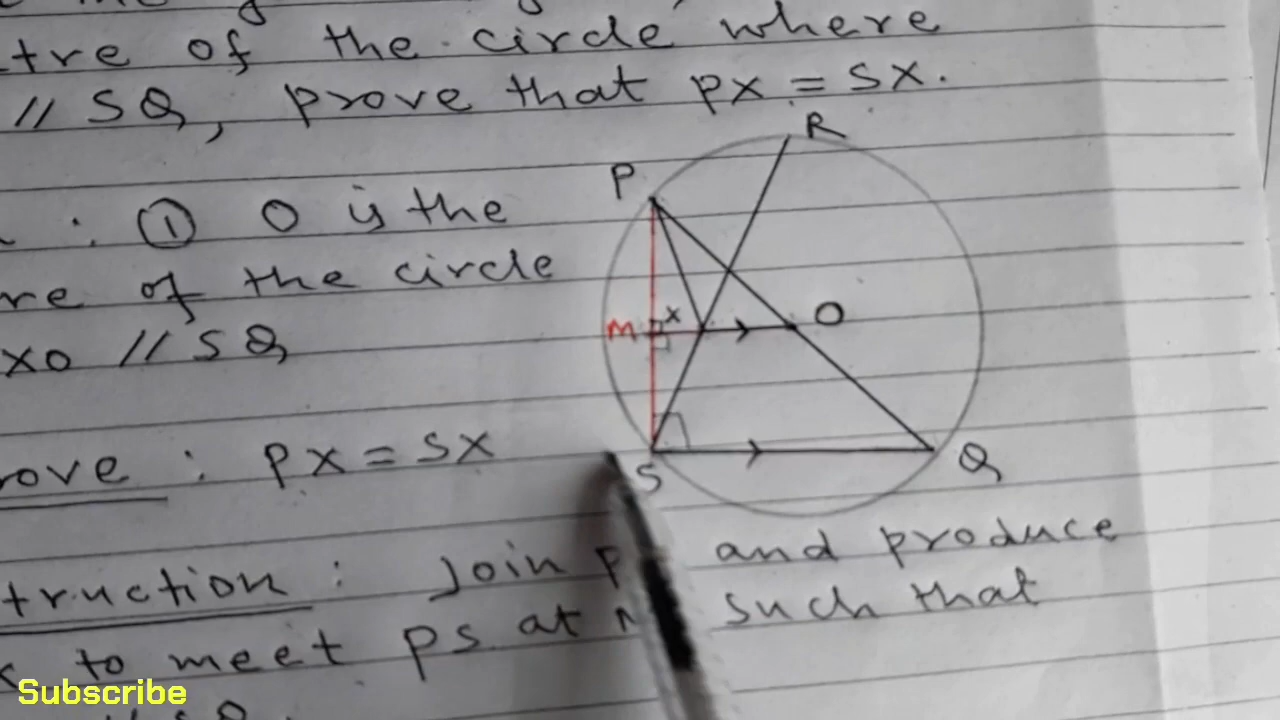 tre of the circle where
// SQ, prove that PX = SX.
R
P
: ① O is the
re of the circle
M x O
XO // SQ
rove : PX = SX
S Q
truction : Join P and produce
to meet PS at M such that
Subscribe